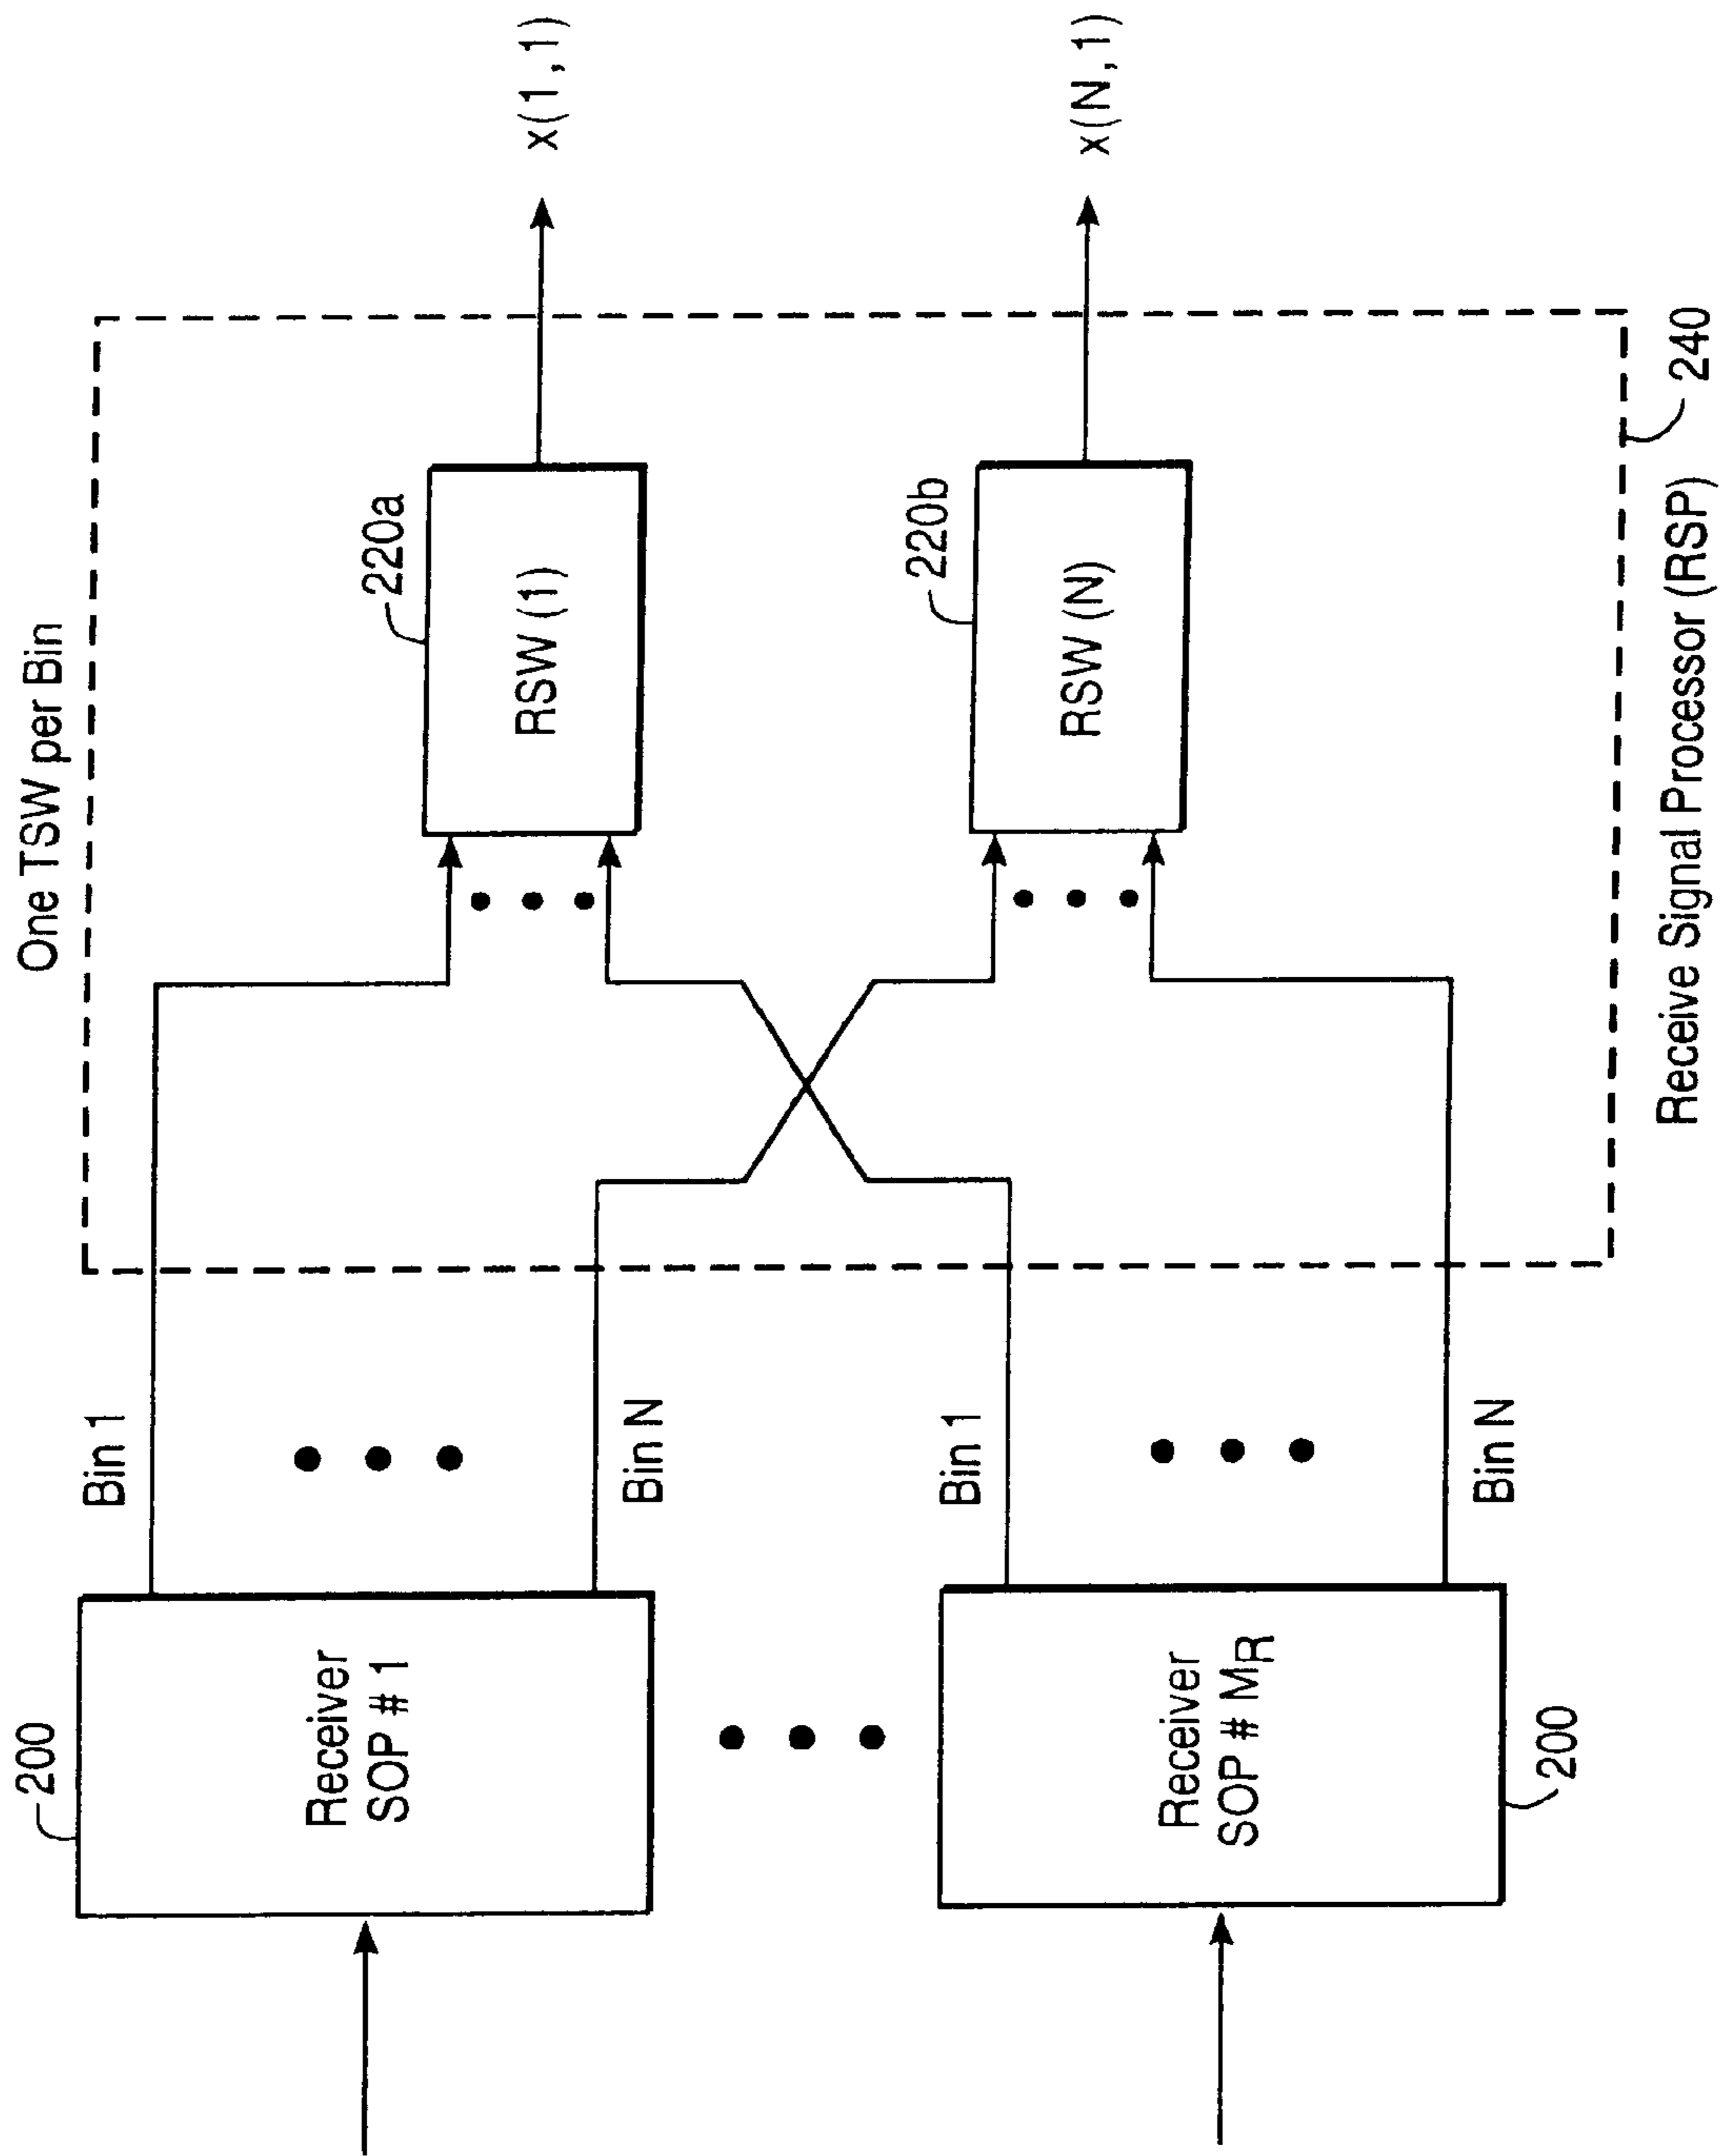 One TSW per Bin
200
Receiver
SOP # 1
Bin 1
Bin N
220a
RSW (1)
x(1,1)
Receiver
SOP # MR
200
Bin 1
Bin N
220b
RSW (N)
x(N,1)
240
Receive Signal Processor (RSP)